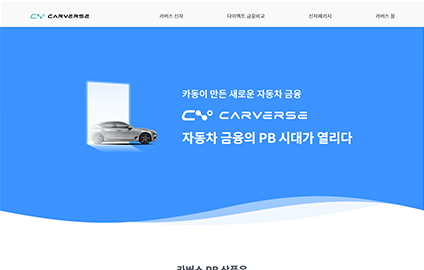 CARVERSE
카버스 신차
다이렉트 금융비교
신차패키지
카버스 몰
카동이 만든 새로운 자동차 금융
CARVERSE
자동차 금융의 PB 시대가 열리다
카버스 PB 상품은